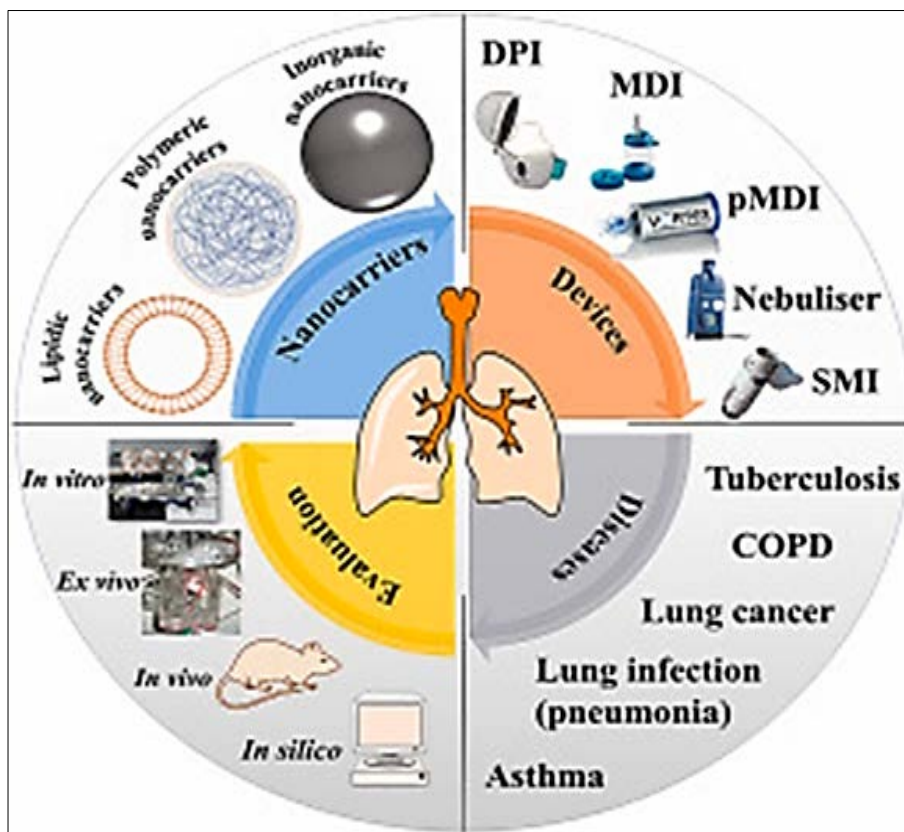 Inorganic
nanocarriers
Polymeric
nanocarriers
Lipidic
nanocarriers
Nanocarriers
DPI
MDI
pMDI
Nebuliser
SMI
Devices
Tuberculosis
COPD
Lung cancer
Lung infection
(pneumonia)
Asthma
Diseases
In vitro
Ex vivo
In vivo
In silico
Evaluation